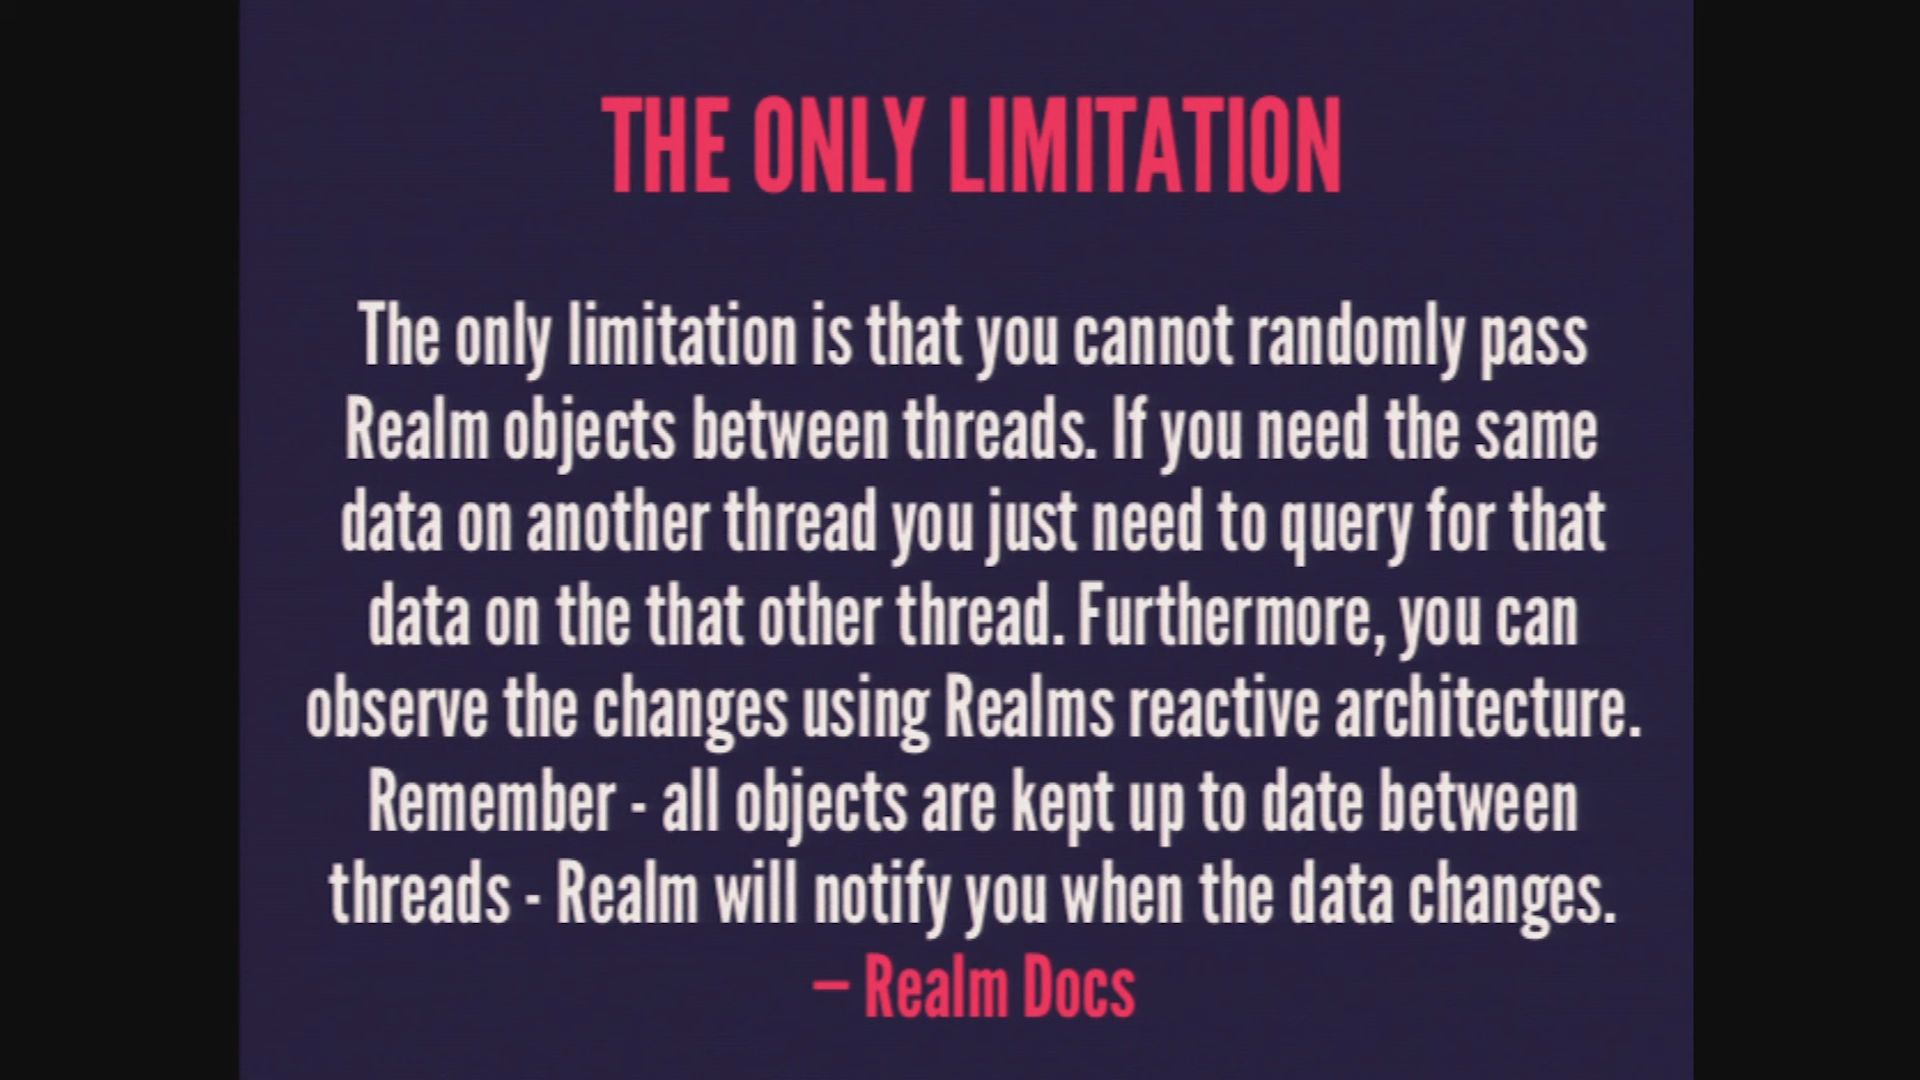 THE ONLY LIMITATION
The only limitation is that you cannot randomly pass
Realm objects between threads. If you need the same
data on another thread you just need to query for that
data on the that other thread. Furthermore, you can
observe the changes using Realms reactive architecture.
Remember - all objects are kept up to date between
threads - Realm will notify you when the data changes.
— Realm Docs